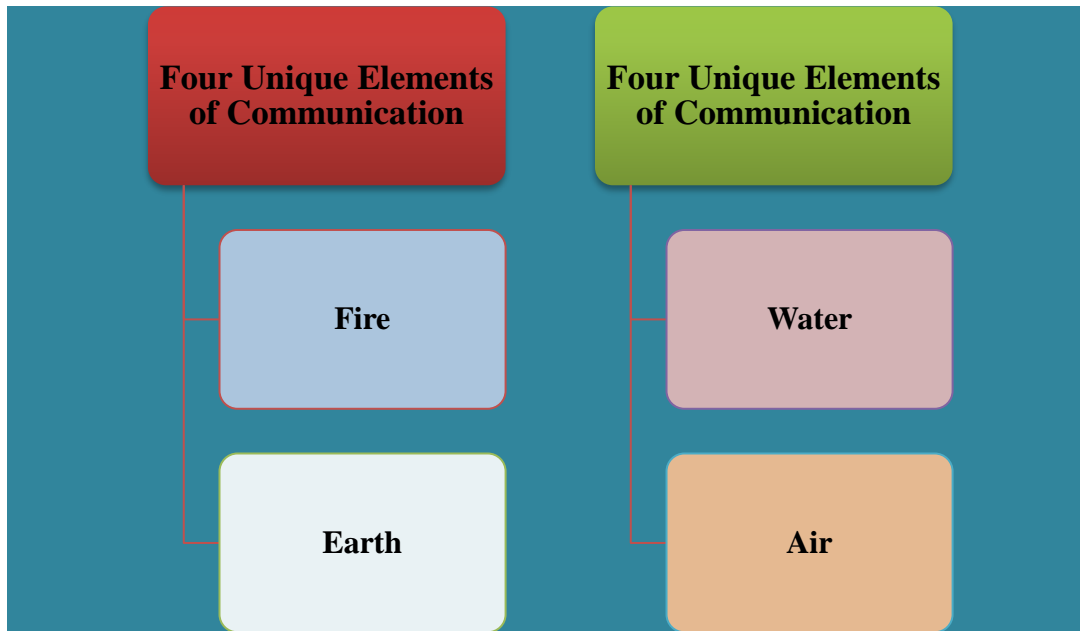 Four Unique Elements
of Communication
Fire
Earth
Four Unique Elements
of Communication
Water
Air